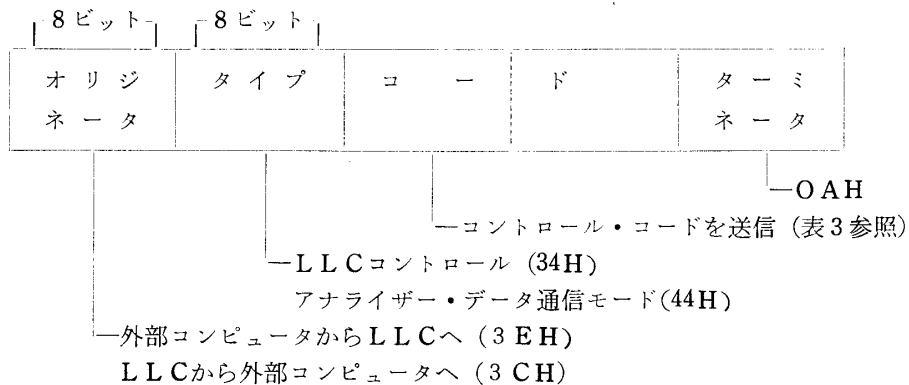 8ビット 8ビット
オリジ タイプ コード ターミ
ネータ ネータ
OAH
コントロール・コードを送信 (表3参照)
LLCコントロール (34H)
アナライザー・データ通信モード(44H)
外部コンピュータからLLCへ (3EH)
LLCから外部コンピュータへ (3CH)